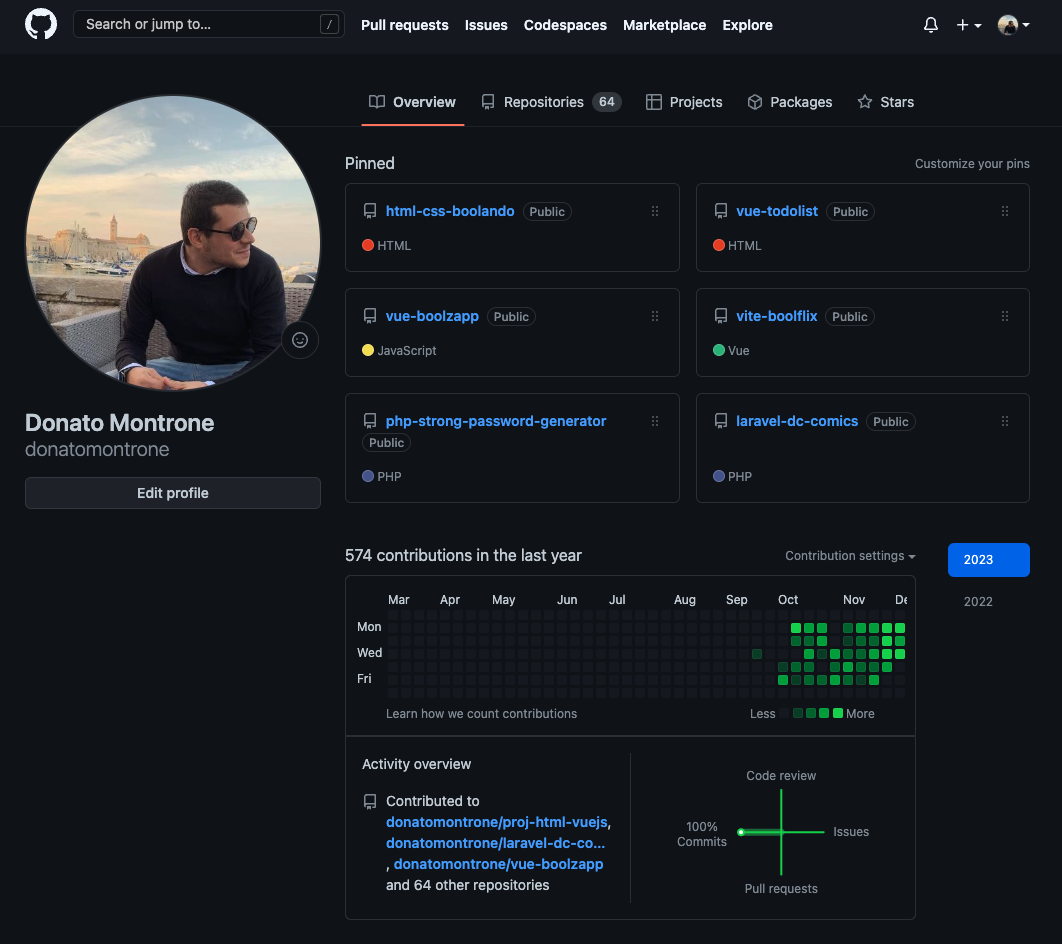 Search or jump to... /
Pull requests Issues Codespaces Marketplace Explore
Overview Repositories 64 Projects Packages Stars
Donato Montrone
donatomontrone
Edit profile
Pinned Customize your pins
html-css-boolando Public
HTML
vue-todolist Public
HTML
vue-boolzapp Public
JavaScript
vite-boolflix Public
Vue
php-strong-password-generator
Public
PHP
laravel-dc-comics Public
PHP
574 contributions in the last year Contribution settings
2023
2022
Mar Apr May Jun Jul Aug Sep Oct Nov De
Mon
Wed
Fri
Learn how we count contributions Less More
Activity overview
Contributed to
donatomontrone/proj-html-vuejs,
donatomontrone/laravel-dc-co...
, donatomontrone/vue-boolzapp
and 64 other repositories
Code review
100%
Commits
Issues
Pull requests